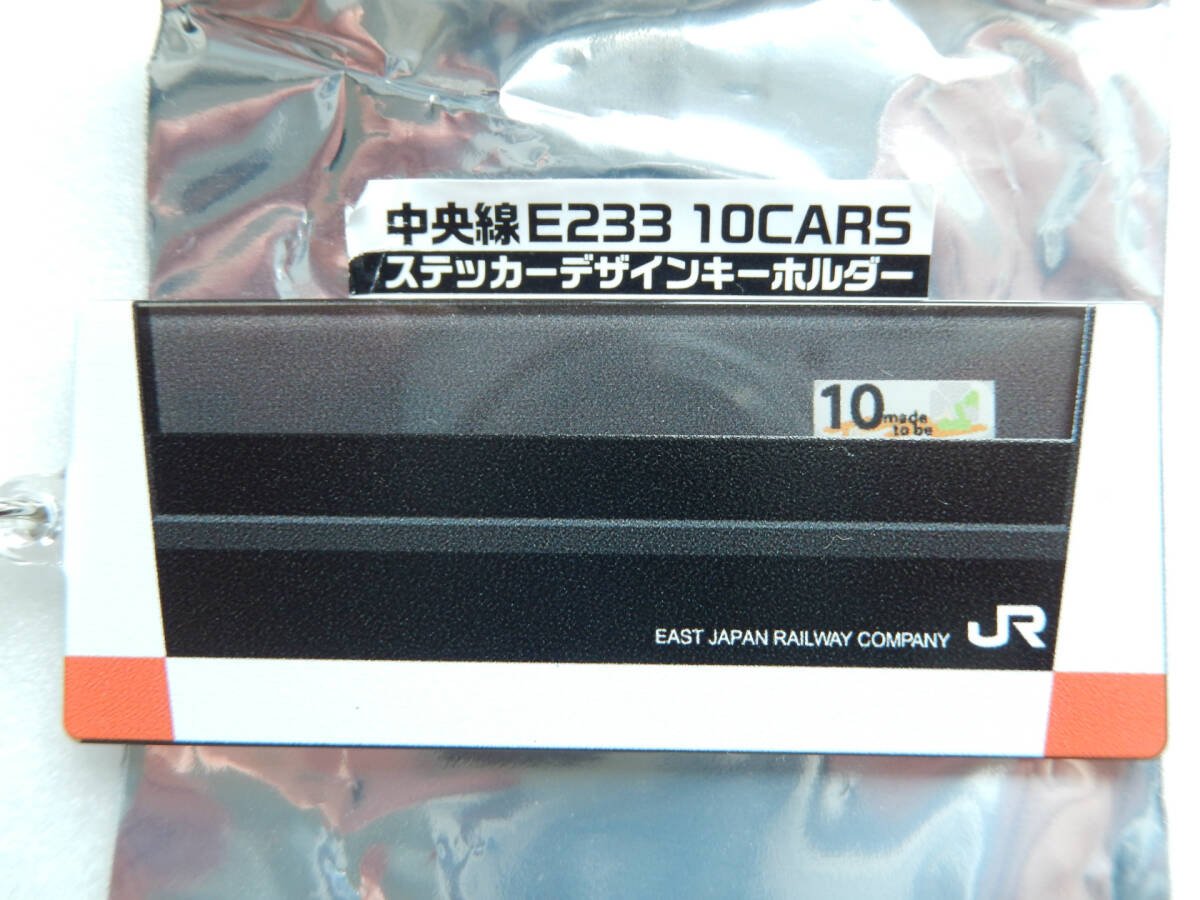 中央線E233 10CARS
ステッカーデザインキーホルダー
10 made
to be
EAST JAPAN RAILWAY COMPANY JR